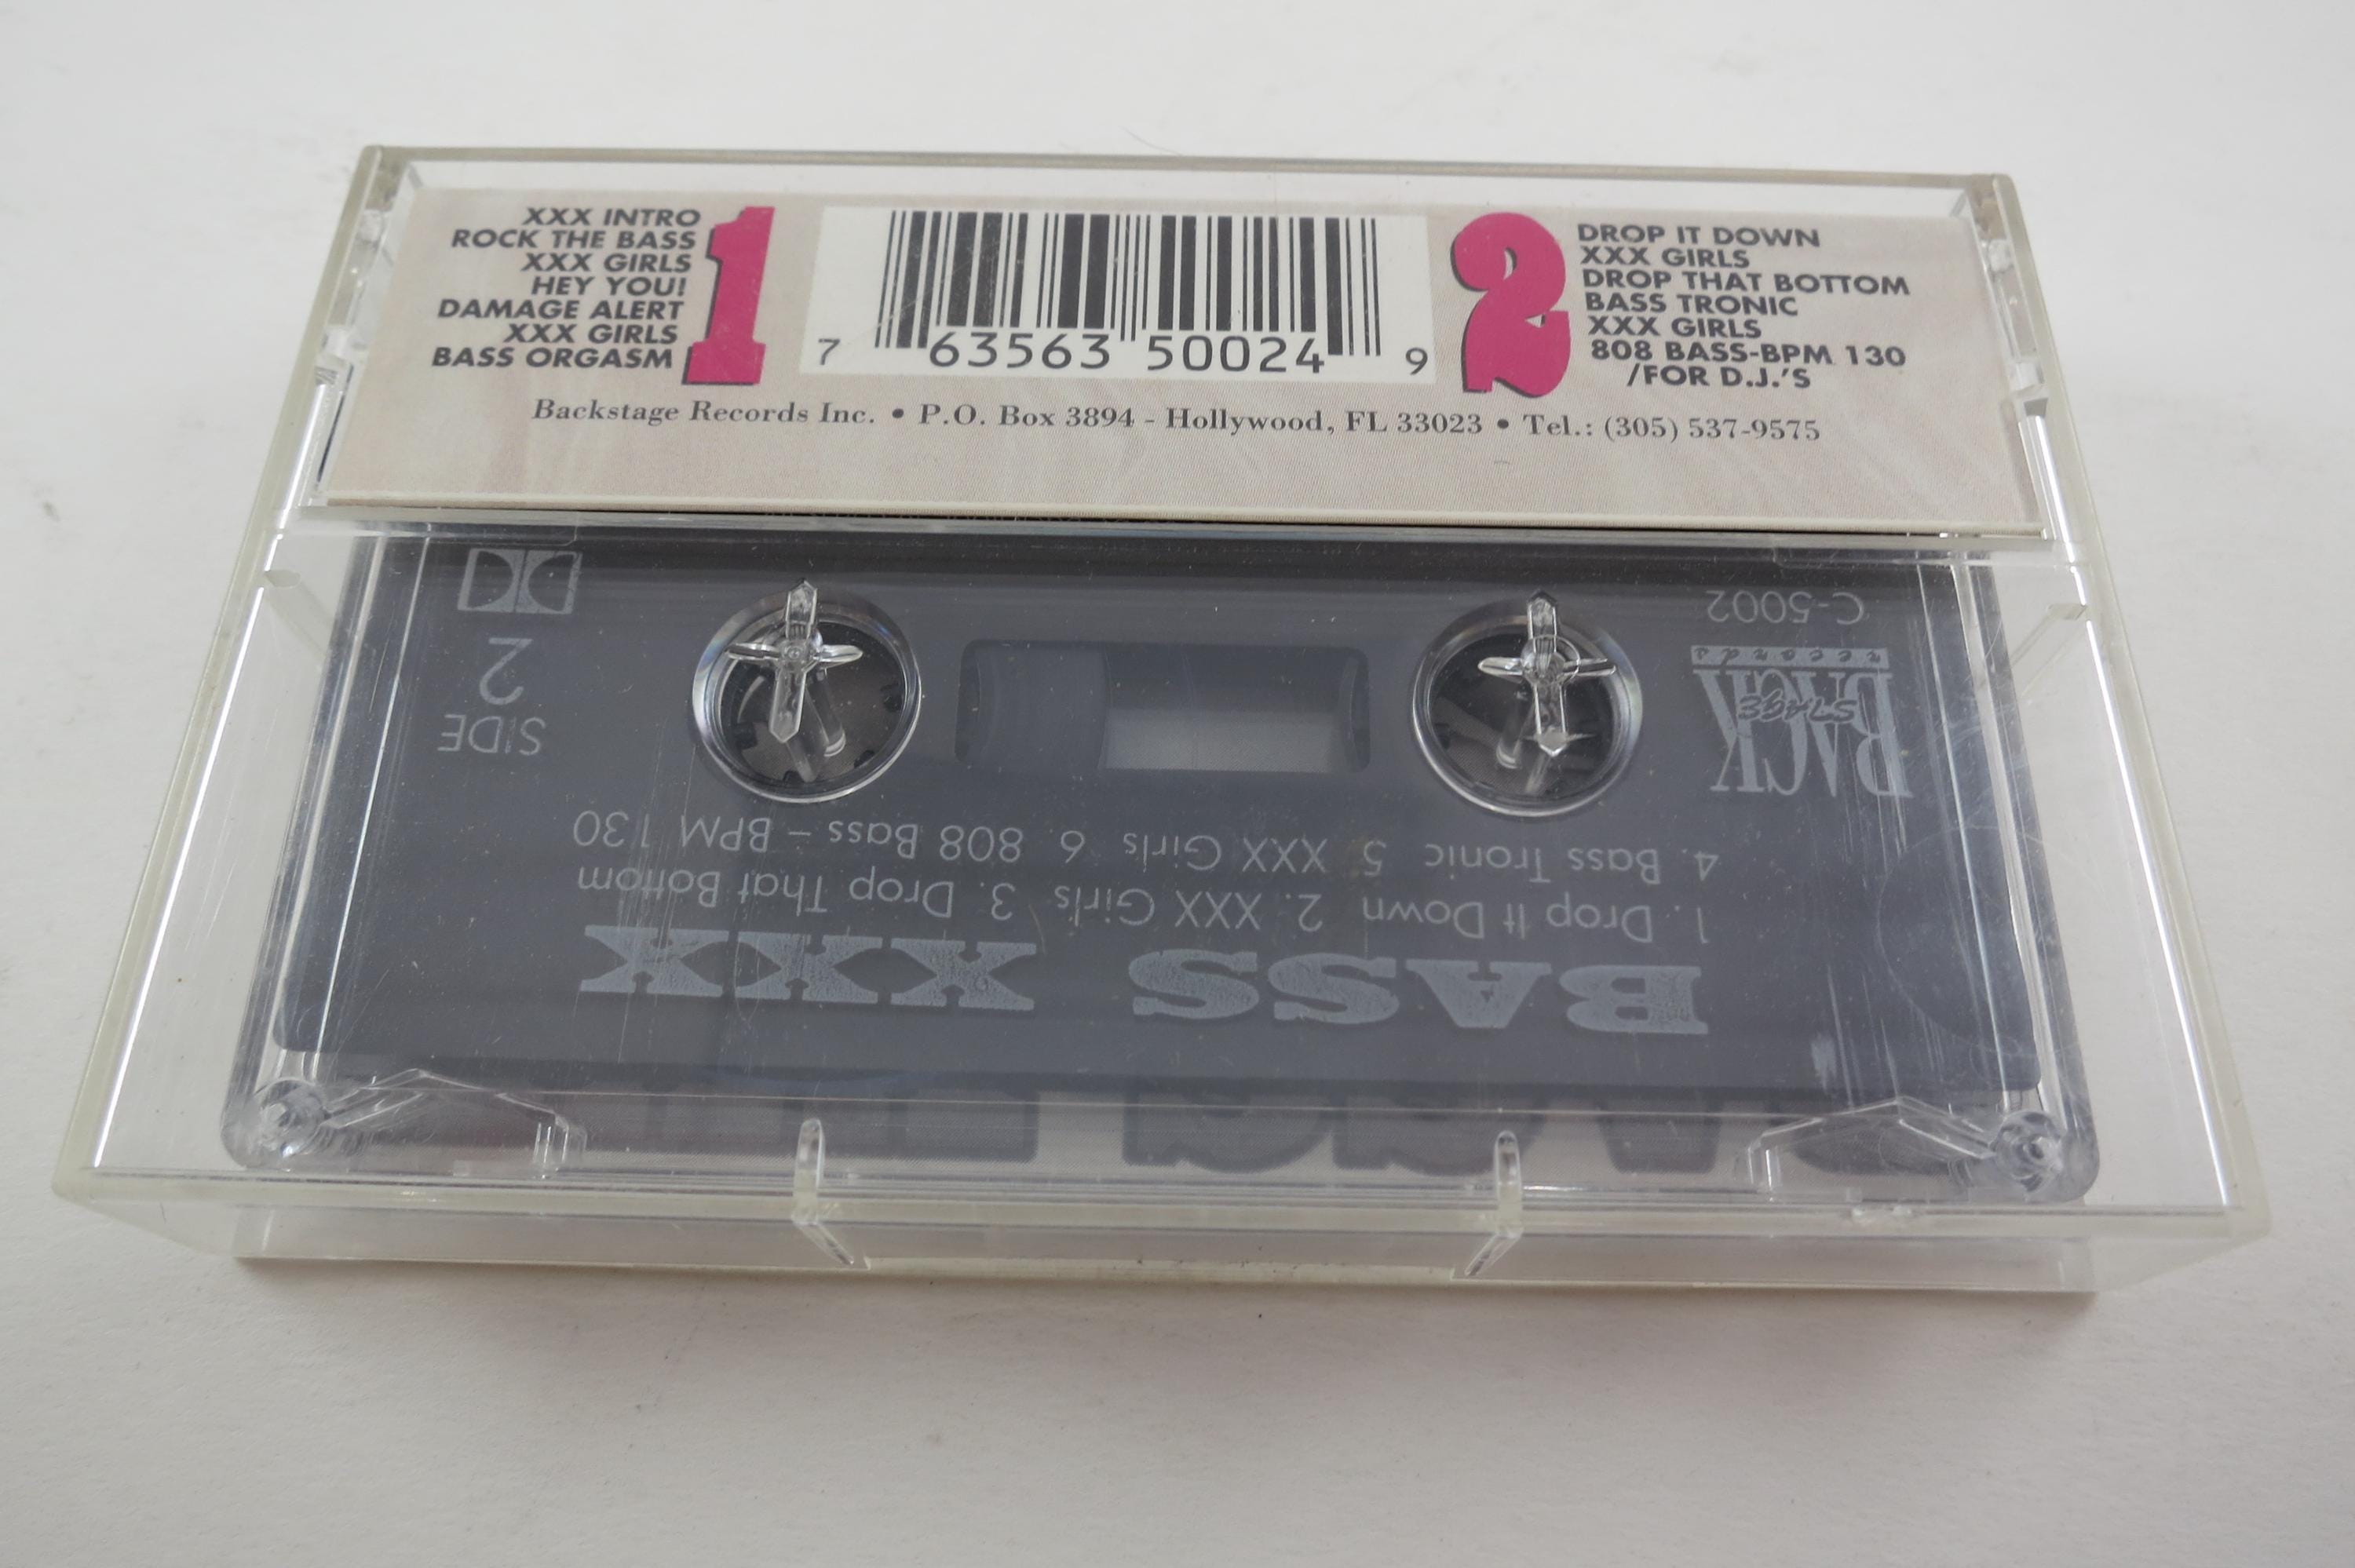 XXX INTRO
ROCK THE BASS
XXX GIRLS
HEY YOU!
DAMAGE ALERT
XXX GIRLS
BASS ORGASM
1
7 63563 50024 9
2
DROP IT DOWN
XXX GIRLS
DROP THAT BOTTOM
BASS TRONIC
XXX GIRLS
808 BASS-BPM 130
/FOR D.J.'S
Backstage Records Inc. • P.O. Box 3894 - Hollywood, FL 33023 • Tel.: (305) 537-9575
BASS XXX
1. Drop It Down 2. XXX Girls 3. Drop That Bottom
4. Bass Tronic 5. XXX Girls 6. 808 Bass – BPM 130
BACK
STAGE
BACK
records
C-5002
SIDE
2